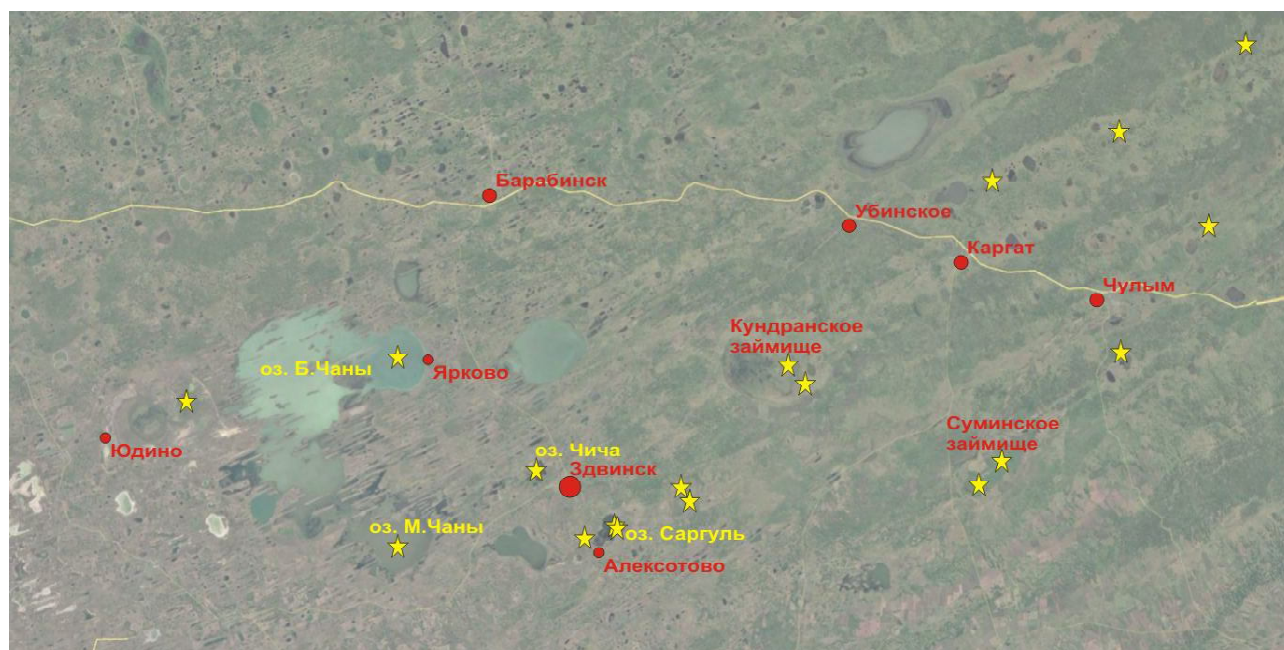 Барабинск
Убинское
Каргат
Чулым
Кундранское
займище
оз. Б.Чаны
Ярково
Юдино
Суминское
займище
оз. Чича
Здвинск
оз. М.Чаны
оз. Саргуль
Алексотово